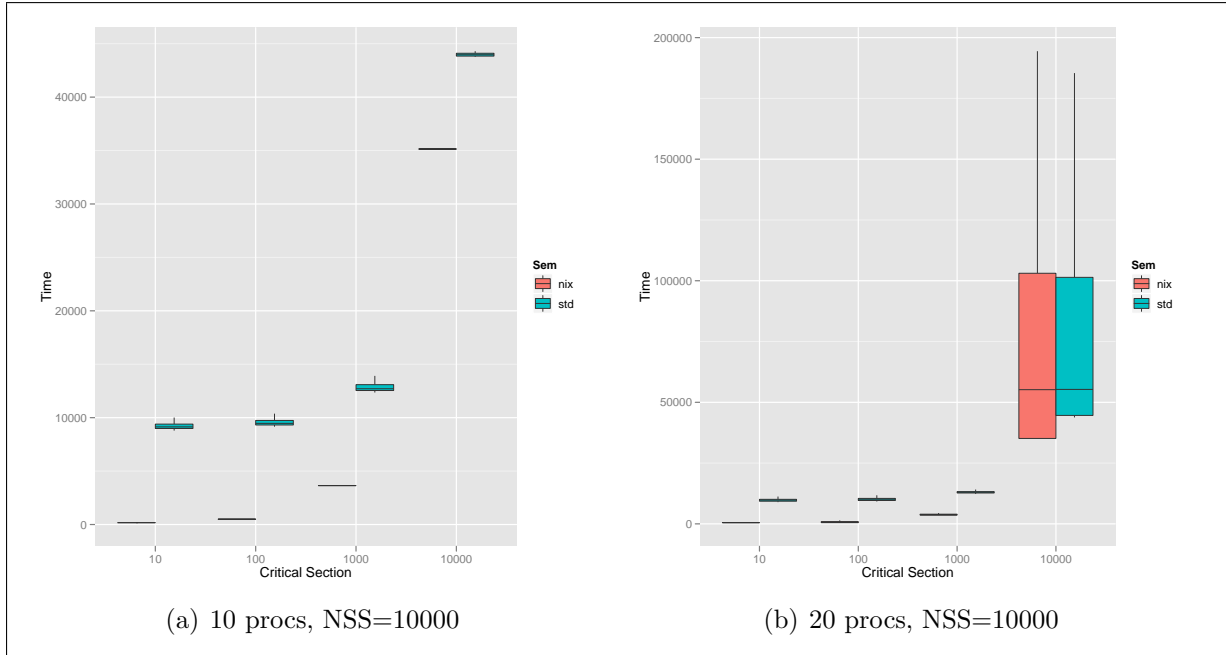 40000
30000
20000
10000
0
Time
10
100
1000
10000
Critical Section
Sem
nix
std
(a) 10 procs, NSS=10000
200000
150000
100000
50000
0
Time
10
100
1000
10000
Critical Section
Sem
nix
std
(b) 20 procs, NSS=10000